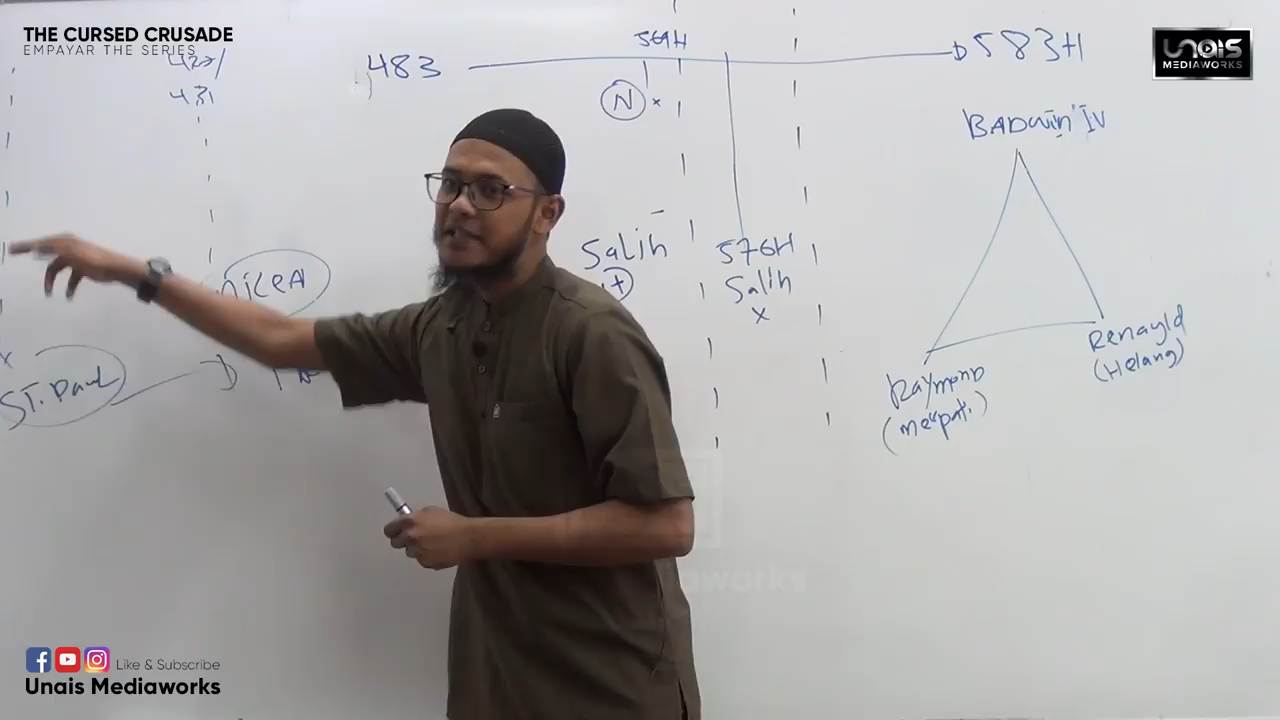 THE CURSED CRUSADE
EMPAYAR THE SERIES
UNAIS
MEDIAWORKS
431
483
569H
583H
N x
BADWiN IV
Salih
+
576H
Salih
x
NiCeA
ST. Paul
Raymond
(merpati)
Renayld
(Helang)
aworks
Like & Subscribe
Unais Mediaworks